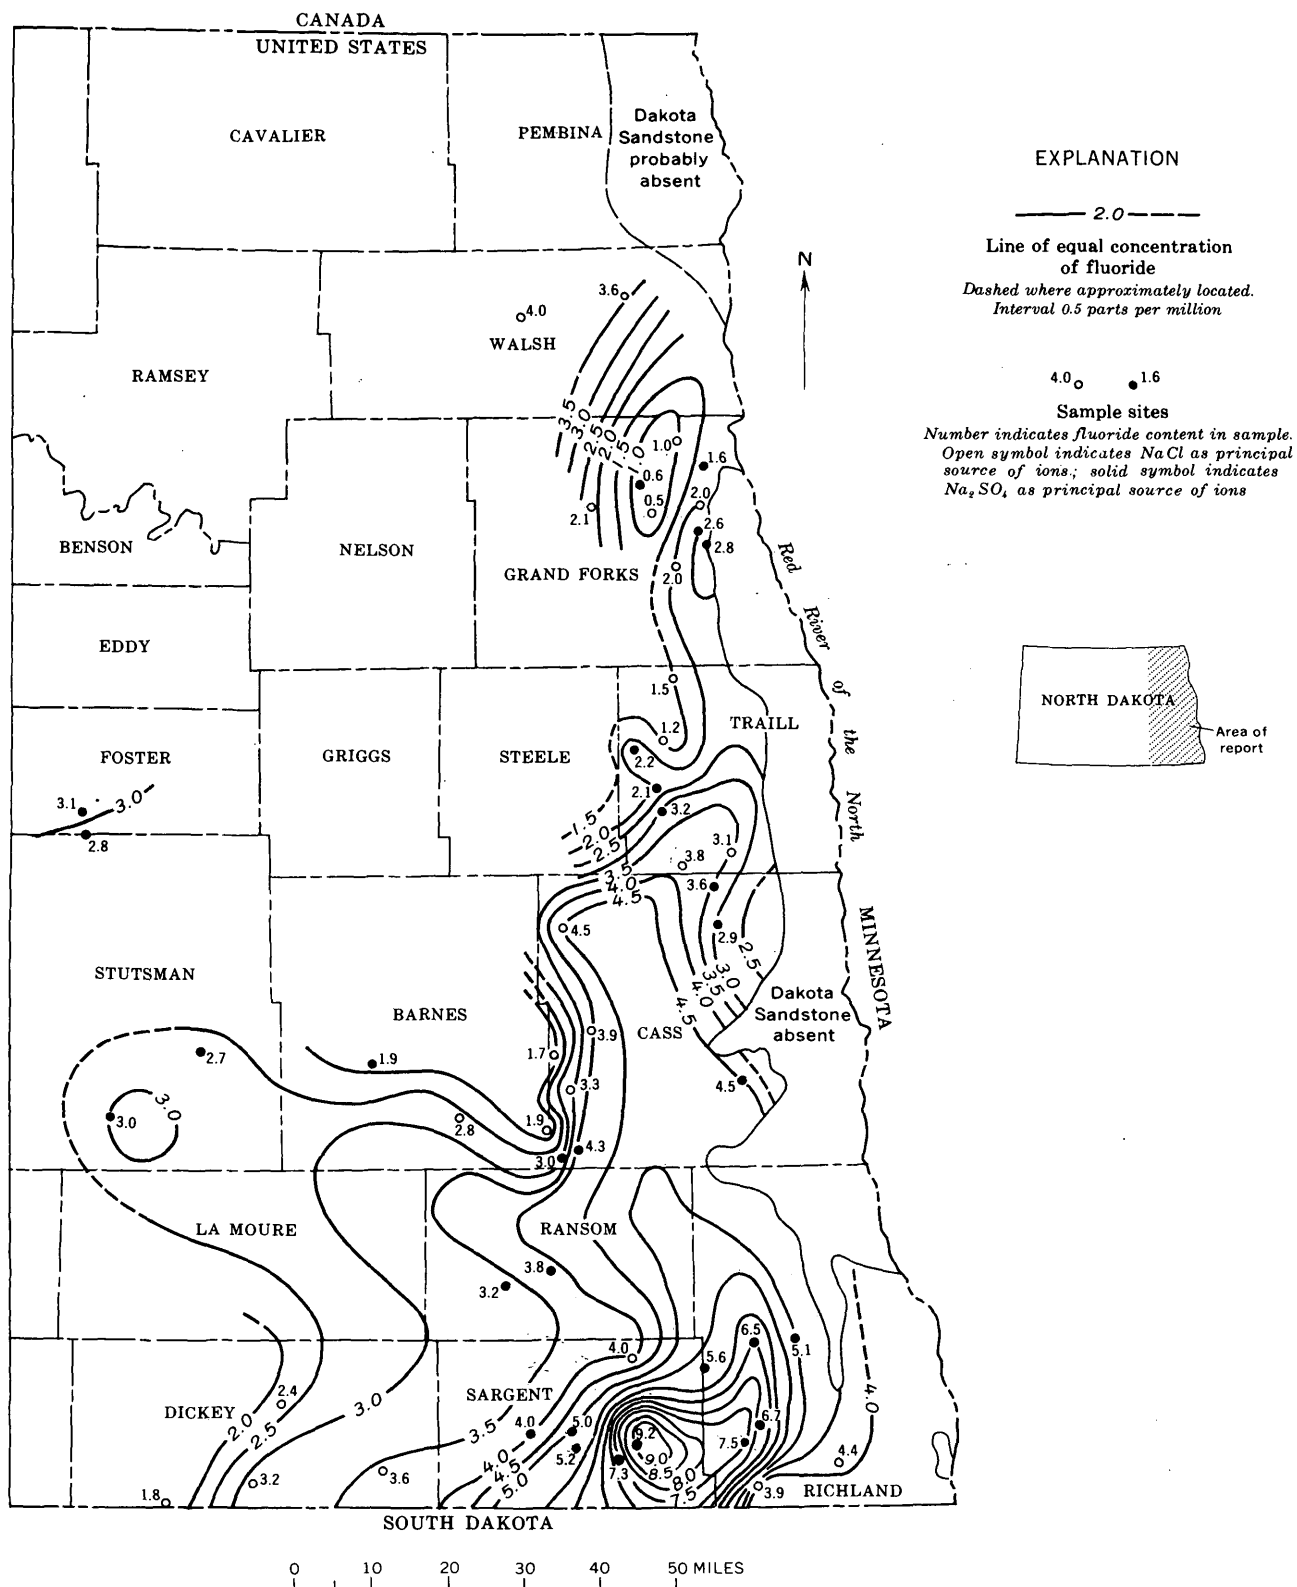 CANADA
UNITED STATES
CAVALIER
PEMBINA
Dakota
Sandstone
probably
absent
EXPLANATION
2.0
Line of equal concentration
of fluoride
Dashed where approximately located.
Interval 0.5 parts per million
4.0
1.6
Sample sites
Number indicates fluoride content in sample.
Open symbol indicates NaCl as principal
source of ions.; solid symbol indicates
Na₂SO₄ as principal source of ions
N
3.6
4.0
WALSH
RAMSEY
3.5
3.0
2.5
2.0
1.0
1.6
0.6
0.5
2.1
2.0
2.6
2.8
2.0
BENSON
NELSON
GRAND FORKS
Red
River
of
the
North
EDDY
1.5
1.2
TRAILL
NORTH DAKOTA
Area of
report
FOSTER
GRIGGS
STEELE
2.2
2.1
3.1
3.0
2.8
3.2
1.5
2.0
2.5
3.5
4.0
4.5
3.1
3.8
3.6
2.9
2.5
3.0
3.5
4.0
4.5
4.5
MINNESOTA
STUTSMAN
BARNES
CASS
Dakota
Sandstone
absent
3.9
1.7
2.7
1.9
3.3
4.5
3.0
3.0
2.8
1.9
4.3
3.0
LA MOURE
RANSOM
3.8
3.2
4.0
5.6
6.5
5.1
4.0
DICKEY
SARGENT
RICHLAND
2.4
2.0
2.5
3.0
3.5
4.0
5.0
5.2
9.2
9.0
8.5
8.0
7.5
7.3
7.5
6.7
4.4
3.9
1.8
3.2
3.6
4.0
4.5
5.0
SOUTH DAKOTA
0 10 20 30 40 50 MILES